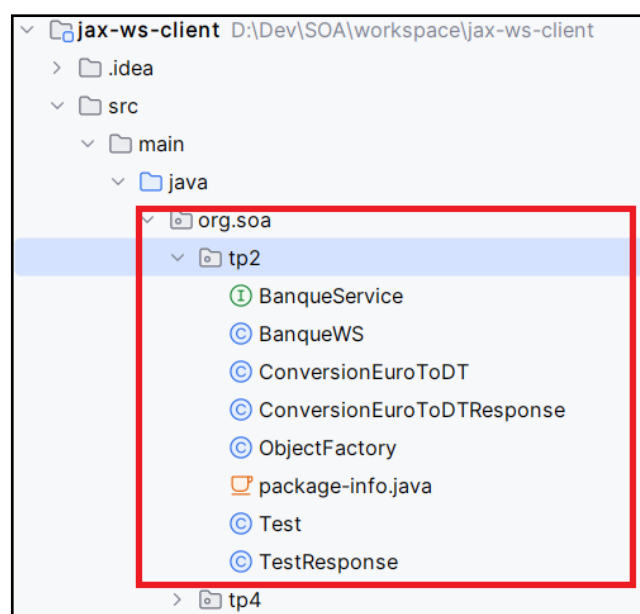 jax-ws-client D:\Dev\SOA\workspace\jax-ws-client
.idea
src
main
java
org.soa
tp2
BanqueService
BanqueWS
ConversionEuroToDT
ConversionEuroToDTResponse
ObjectFactory
package-info.java
Test
TestResponse
tp4